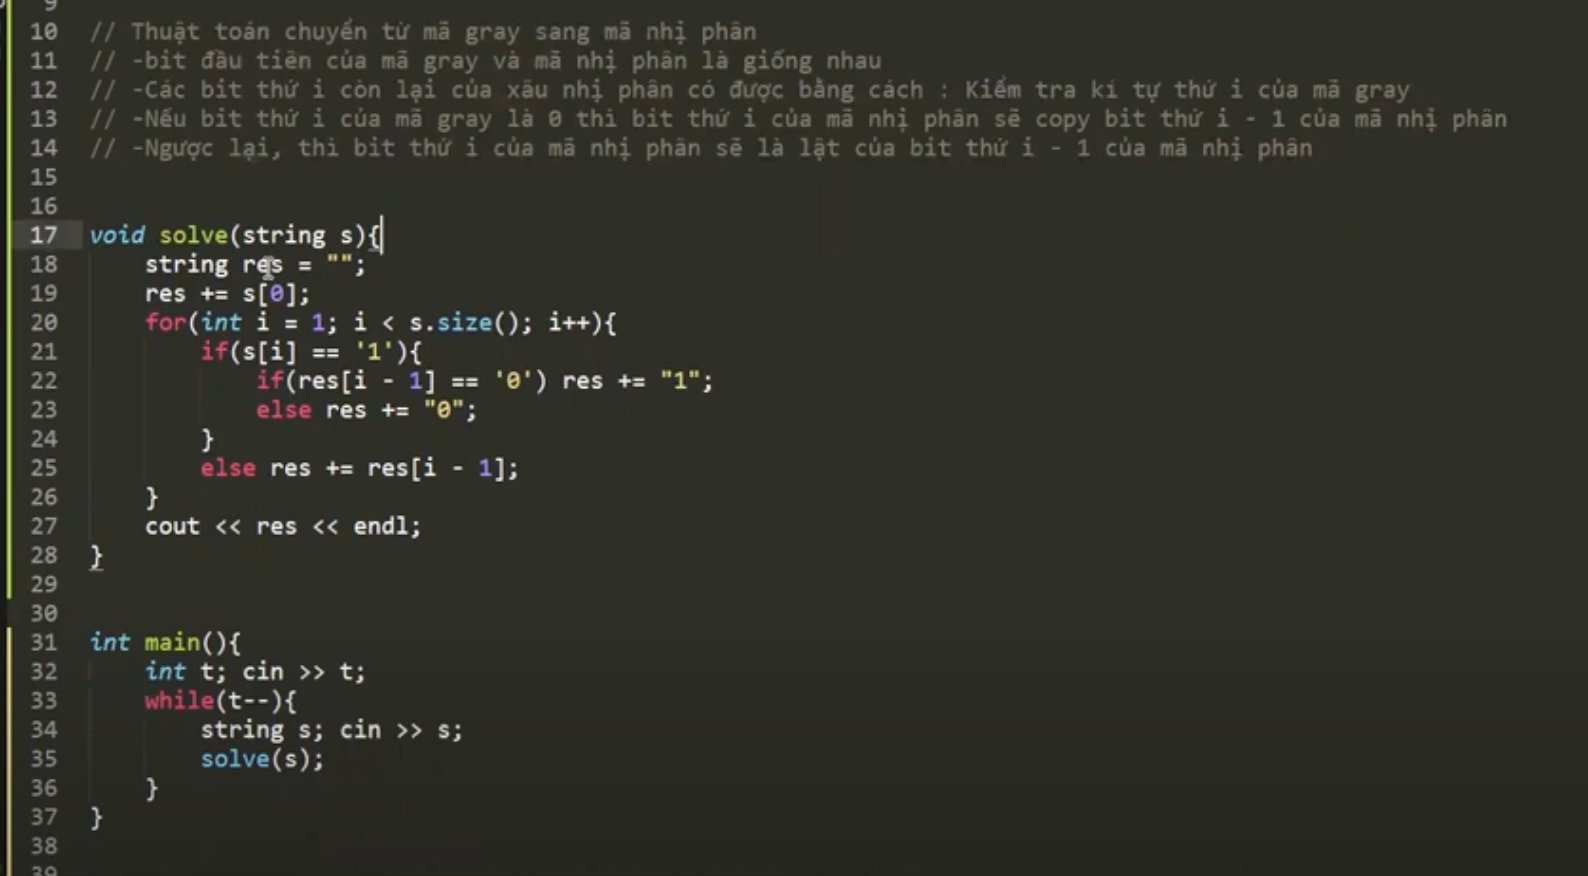 9
10 // Thuật toán chuyển từ mã gray sang mã nhị phân
11 // -bit đầu tiên của mã gray và mã nhị phân là giống nhau
12 // -Các bit thứ i còn lại của xâu nhị phân có được bằng cách : Kiểm tra kí tự thứ i của mã gray
13 // -Nếu bit thứ i của mã gray là 0 thì bit thứ i của mã nhị phân sẽ copy bit thứ i - 1 của mã nhị phân
14 // -Ngược lại, thì bit thứ i của mã nhị phân sẽ là lật của bit thứ i - 1 của mã nhị phân
15
16
17 void solve(string s){
18     string res = "";
19     res += s[0];
20     for(int i = 1; i < s.size(); i++){
21         if(s[i] == '1'){
22             if(res[i - 1] == '0') res += "1";
23             else res += "0";
24         }
25         else res += res[i - 1];
26     }
27     cout << res << endl;
28 }
29
30
31 int main(){
32     int t; cin >> t;
33     while(t--){
34         string s; cin >> s;
35         solve(s);
36     }
37 }
38
39